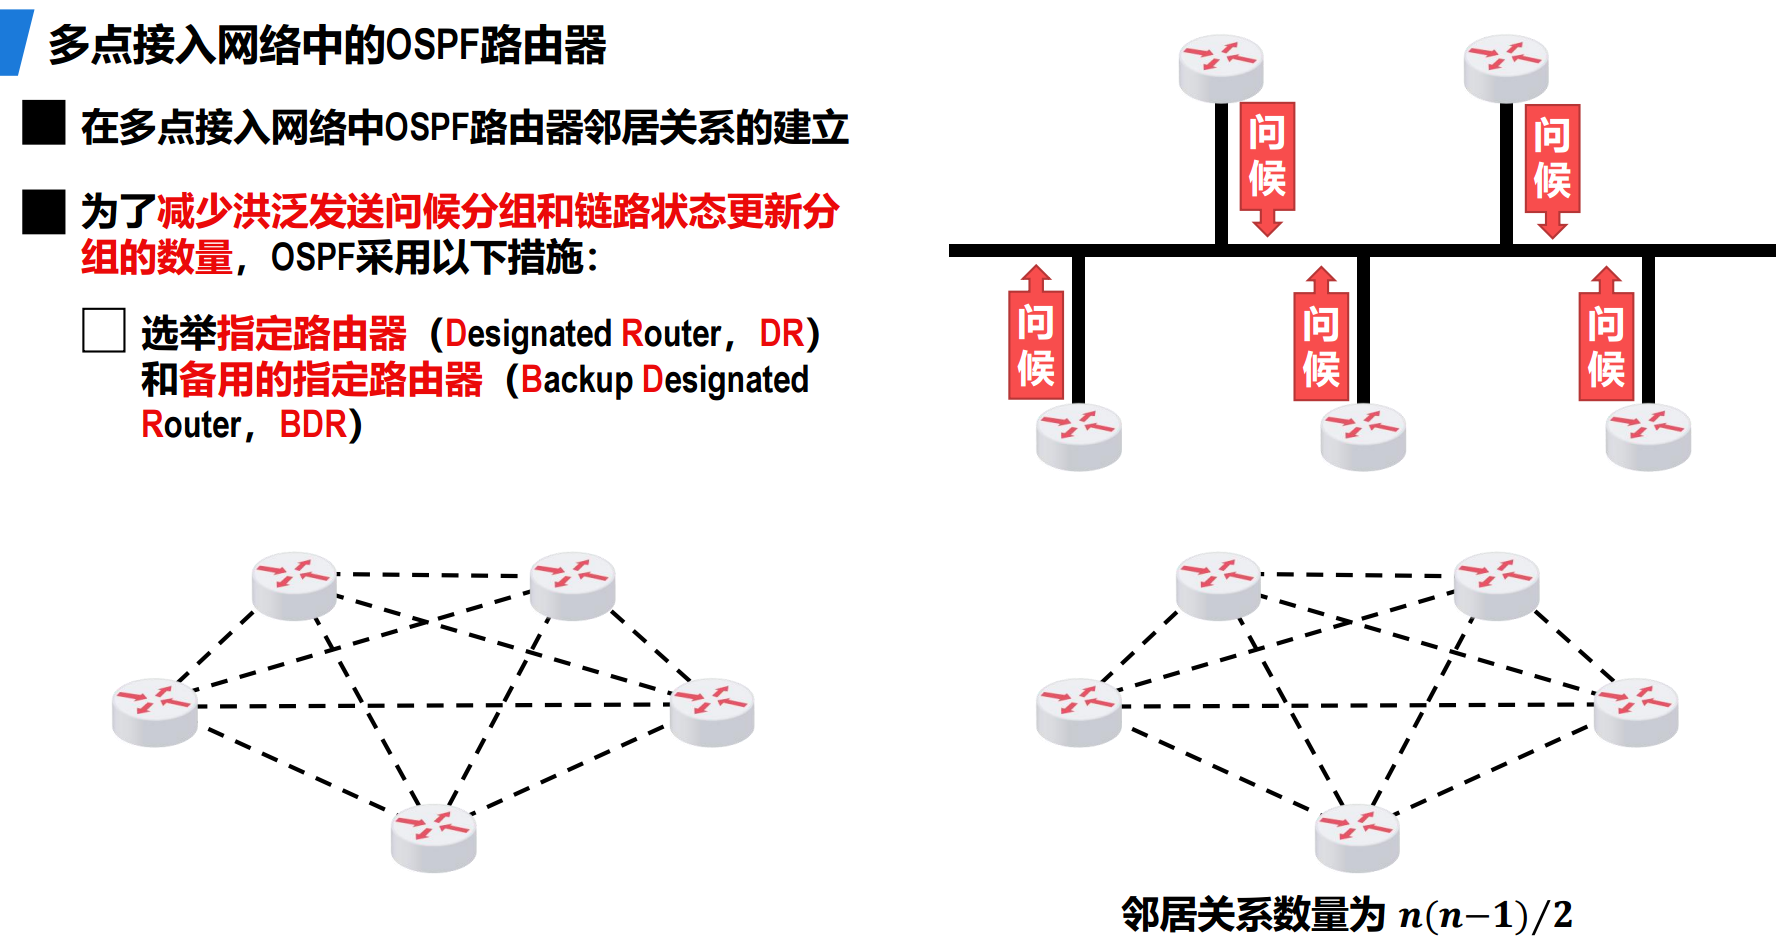 多点接入网络中的OSPF路由器
在多点接入网络中OSPF路由器邻居关系的建立
为了减少洪泛发送问候分组和链路状态更新分
组的数量，OSPF采用以下措施：
选举指定路由器（Designated Router，DR）
和备用的指定路由器（Backup Designated
Router，BDR）
问候
问候
问候
问候
问候
邻居关系数量为 n(n−1)/2